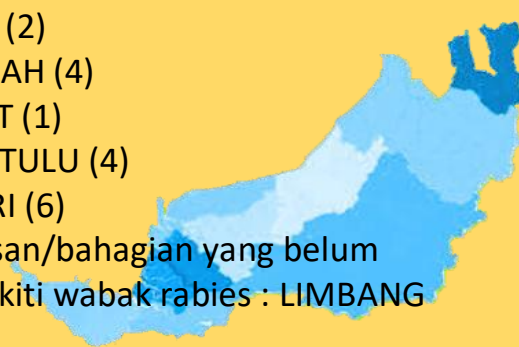 (2)
AH (4)
T (1)
TULU (4)
RI (6)
san/bahagian yang belum
kiti wabak rabies : LIMBANG